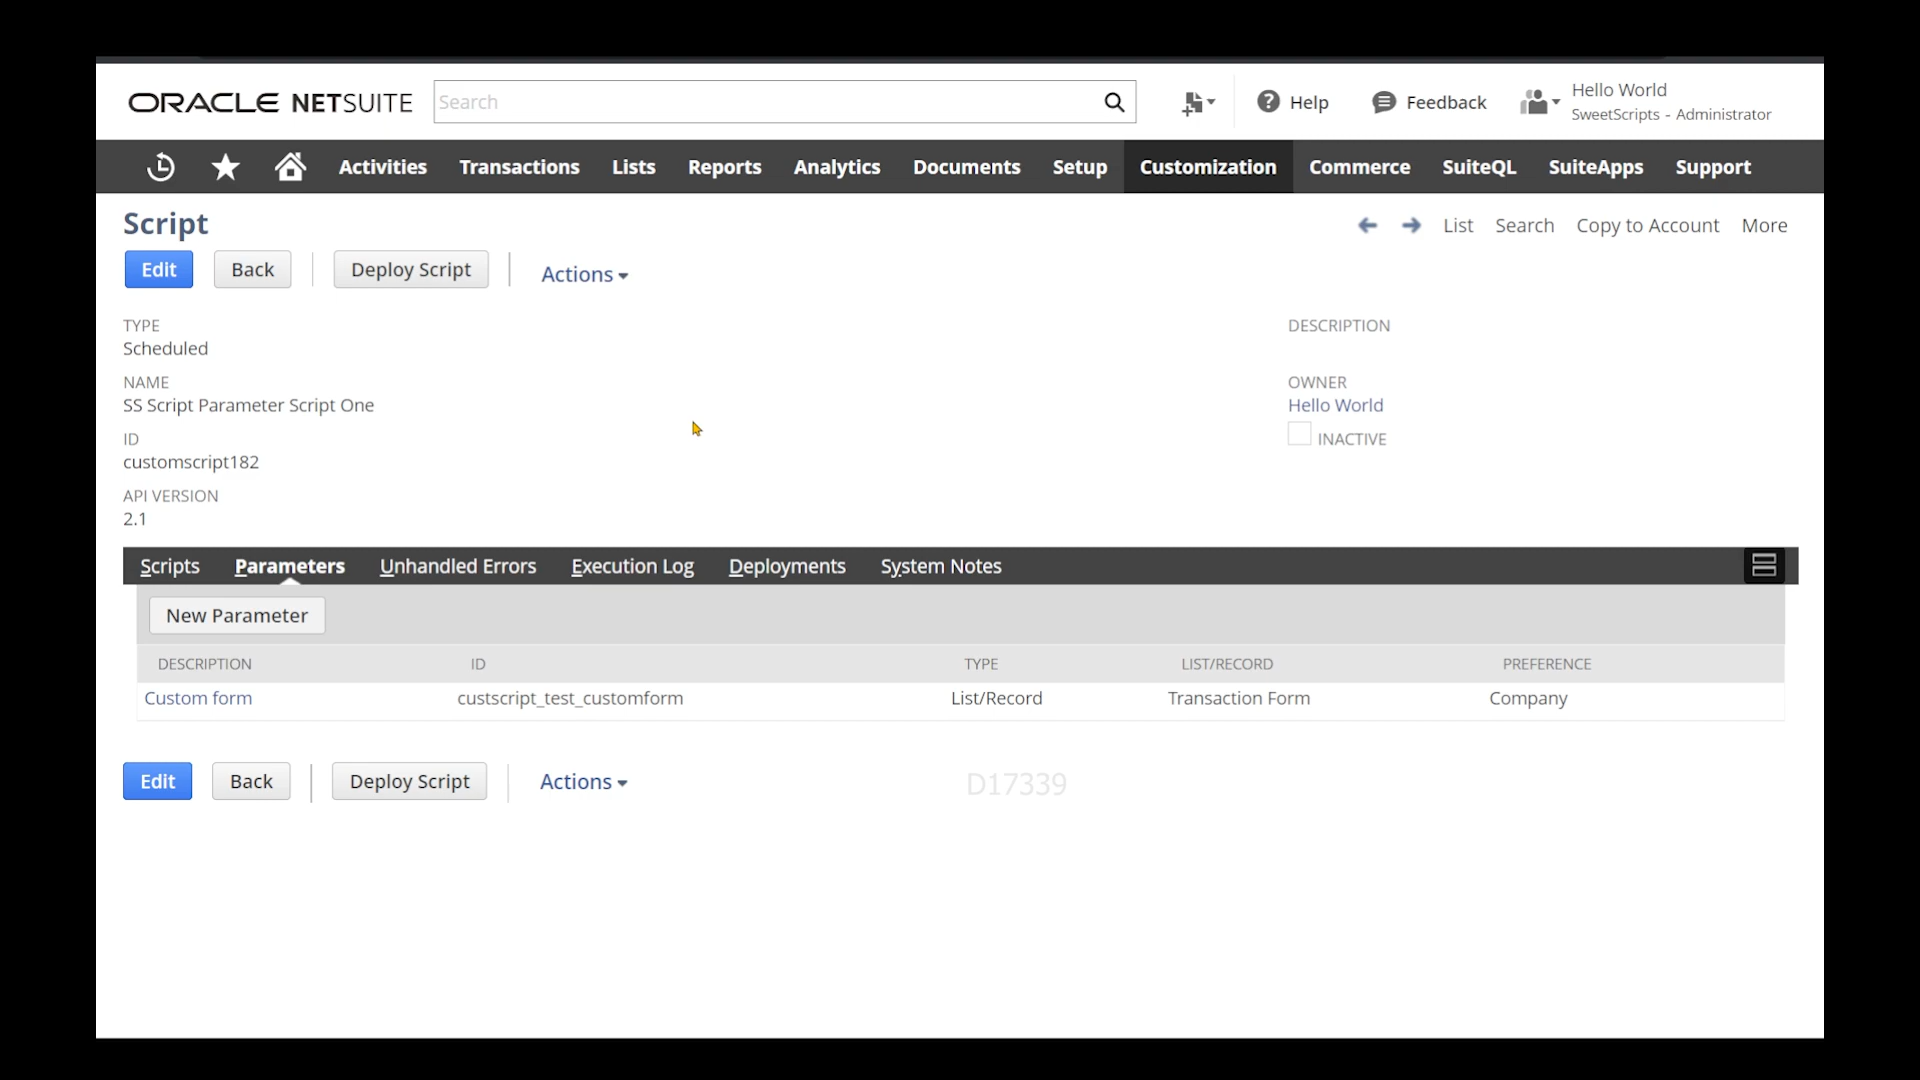 ORACLE NETSUITE
Search
Help
Feedback
Hello World
SweetScripts - Administrator
Activities Transactions Lists Reports Analytics Documents Setup Customization Commerce SuiteQL SuiteApps Support
Script
List Search Copy to Account More
Edit Back Deploy Script Actions
TYPE
Scheduled
NAME
SS Script Parameter Script One
ID
customscript182
API VERSION
2.1
DESCRIPTION
OWNER
Hello World
INACTIVE
Scripts Parameters Unhandled Errors Execution Log Deployments System Notes
New Parameter
DESCRIPTION ID TYPE LIST/RECORD PREFERENCE
Custom form custscript_test_customform List/Record Transaction Form Company
Edit Back Deploy Script Actions
D17339